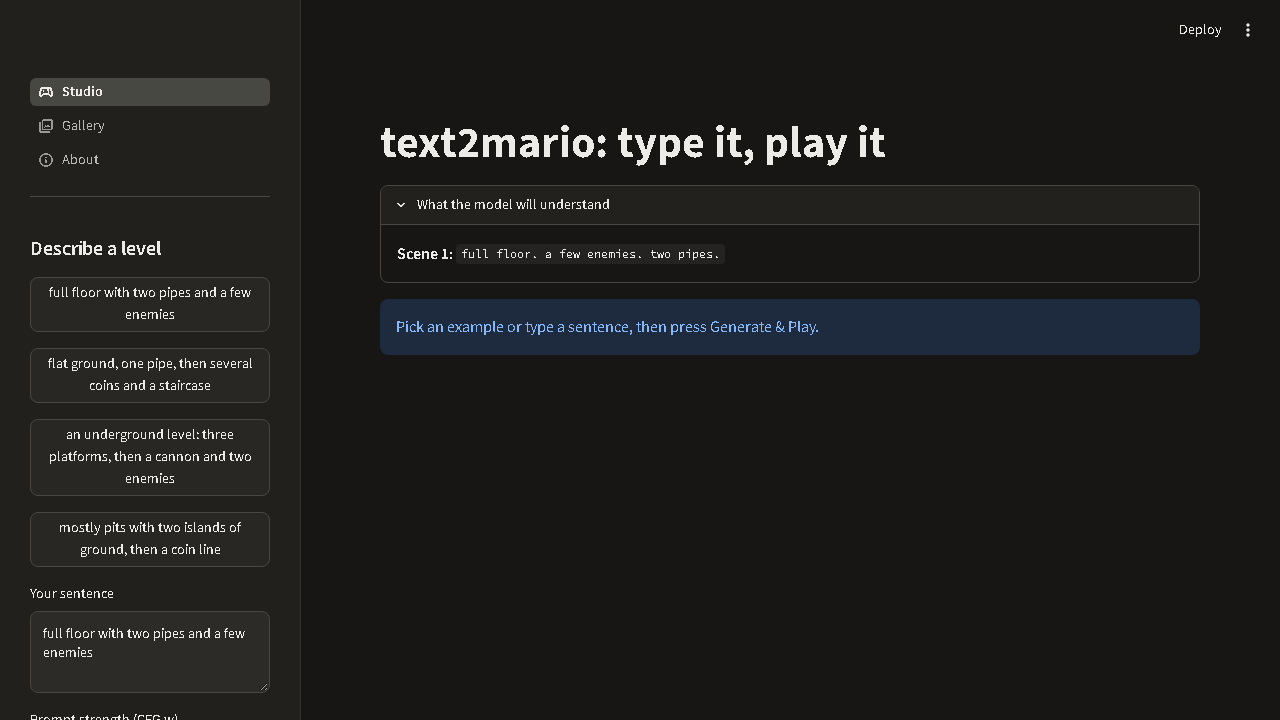 Deploy
Studio
Gallery
About
Describe a level
full floor with two pipes and a few
enemies
flat ground, one pipe, then several
coins and a staircase
an underground level: three
platforms, then a cannon and two
enemies
mostly pits with two islands of
ground, then a coin line
Your sentence
full floor with two pipes and a few
enemies
Prompt strength (CFG w)
text2mario: type it, play it
What the model will understand
Scene 1: full floor. a few enemies. two pipes.
Pick an example or type a sentence, then press Generate & Play.